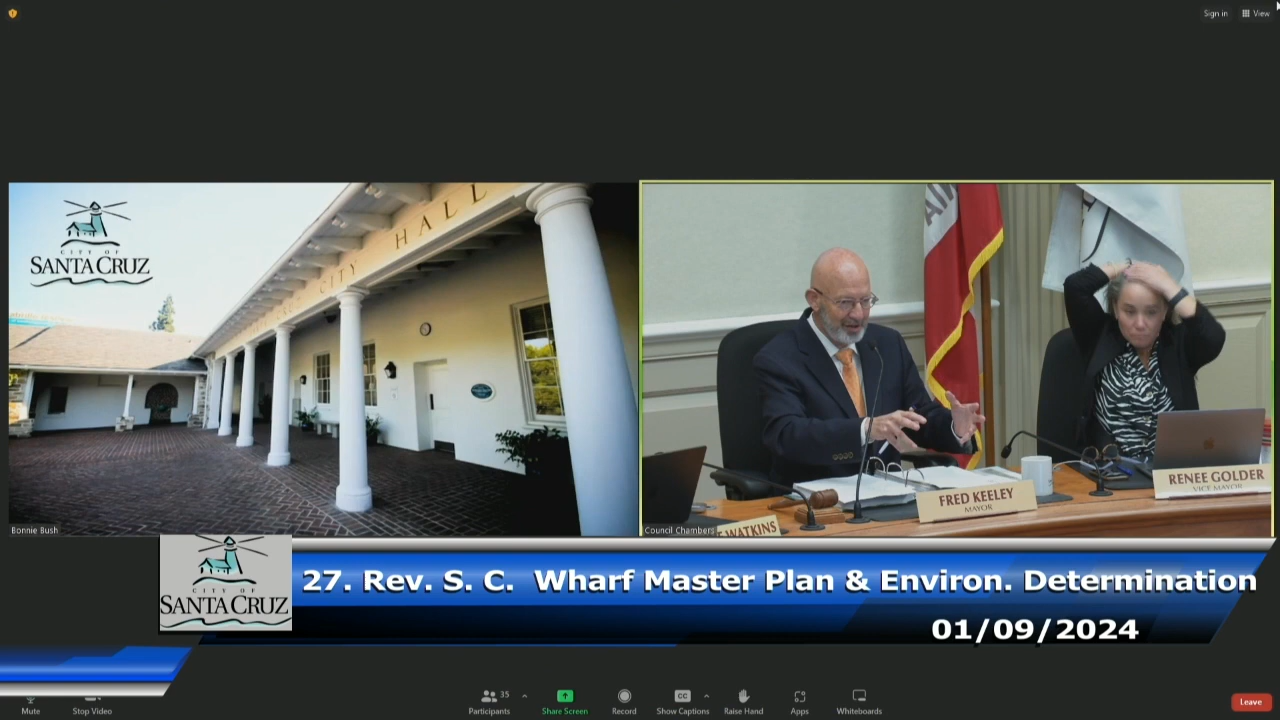 Sign in
View
CITY OF
SANTA CRUZ
CITY HALL
Bonnie Bush
Council Chambers
WATKINS
FRED KEELEY
MAYOR
RENEE GOLDER
VICE MAYOR
CITY OF
SANTA CRUZ
27. Rev. S. C. Wharf Master Plan & Environ. Determination
01/09/2024
Mute
Stop Video
Participants
35
Share Screen
CC
Record
Show Captions
Raise Hand
Apps
Whiteboards
Leave